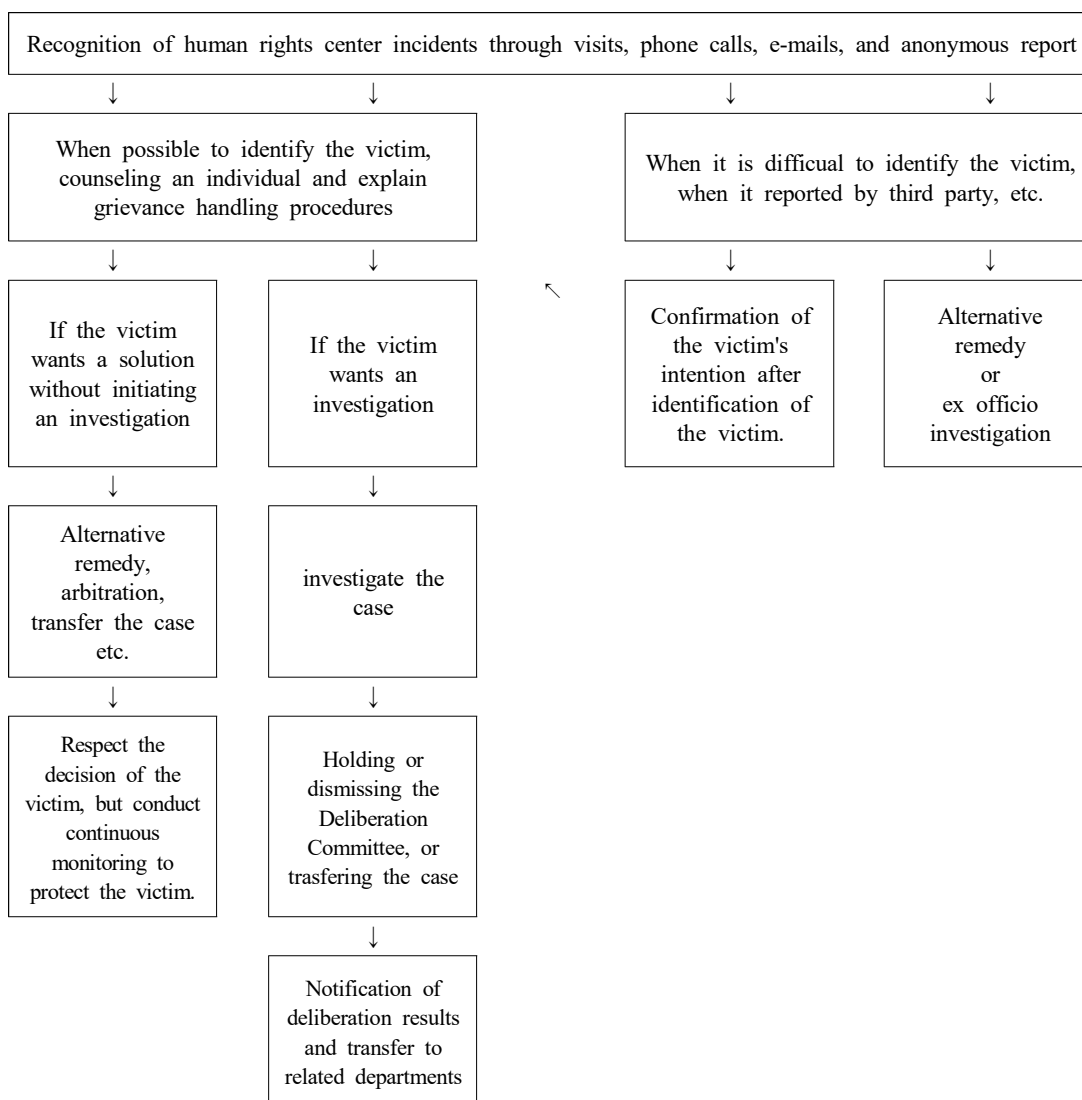 Recognition of human rights center incidents through visits, phone calls, e-mails, and anonymous report
↓ ↓ ↓ ↓
When possible to identify the victim,
counseling an individual and explain
grievance handling procedures
When it is difficual to identify the victim,
when it reported by third party, etc.
↓ ↓ ↓ ↓
If the victim
wants a solution
without initiating
an investigation
If the victim
wants an
investigation
↖
Confirmation of
the victim's
intention after
identification of
the victim.
Alternative
remedy
or
ex officio
investigation
↓ ↓
Alternative
remedy,
arbitration,
transfer the case
etc.
investigate the
case
↓ ↓
Respect the
decision of the
victim, but conduct
continuous
monitoring to
protect the victim.
Holding or
dismissing the
Deliberation
Committee, or
trasfering the case
↓
Notification of
deliberation results
and transfer to
related departments